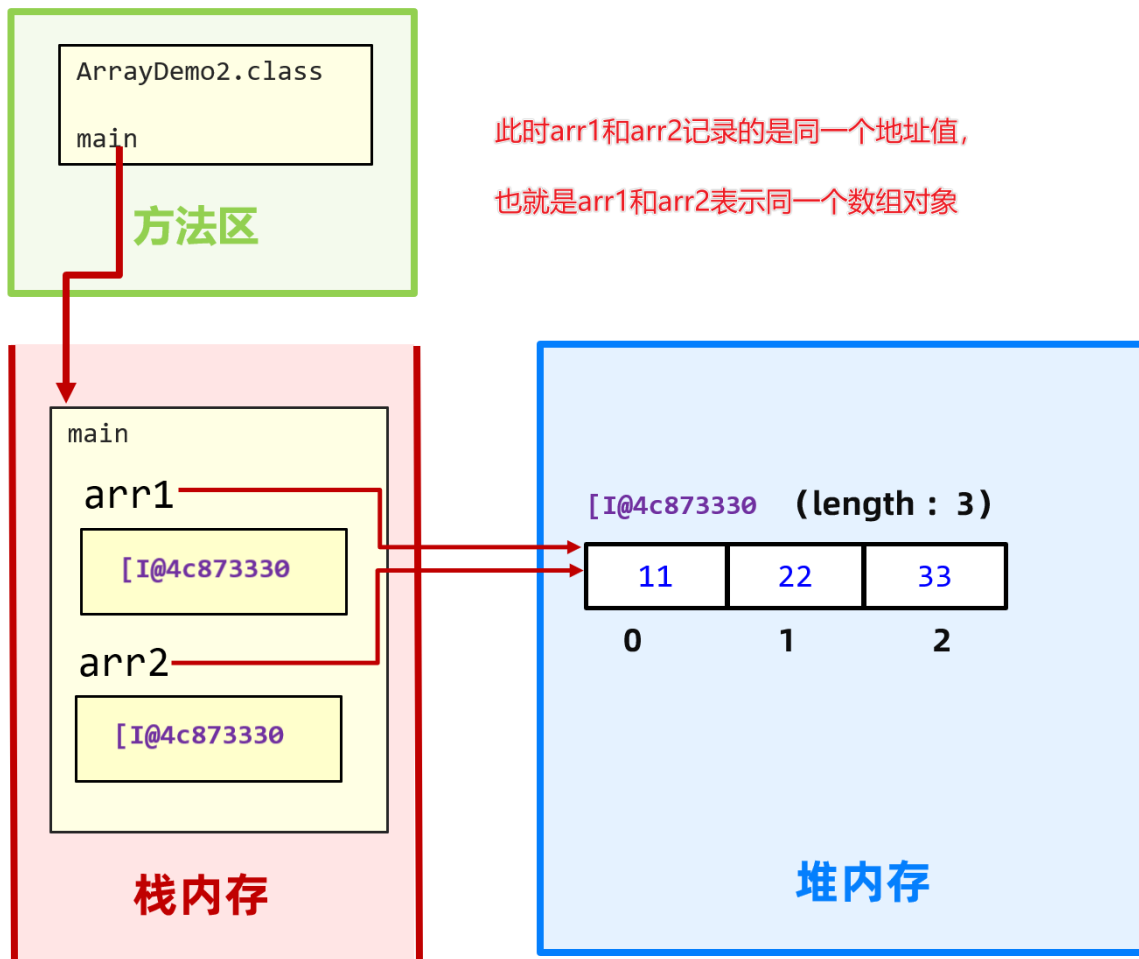 ArrayDemo2.class
main
方法区
此时arr1和arr2记录的是同一个地址值,
也就是arr1和arr2表示同一个数组对象
main
arr1
[I@4c873330
arr2
[I@4c873330
栈内存
[I@4c873330 (length : 3)
11 22 33
0 1 2
堆内存